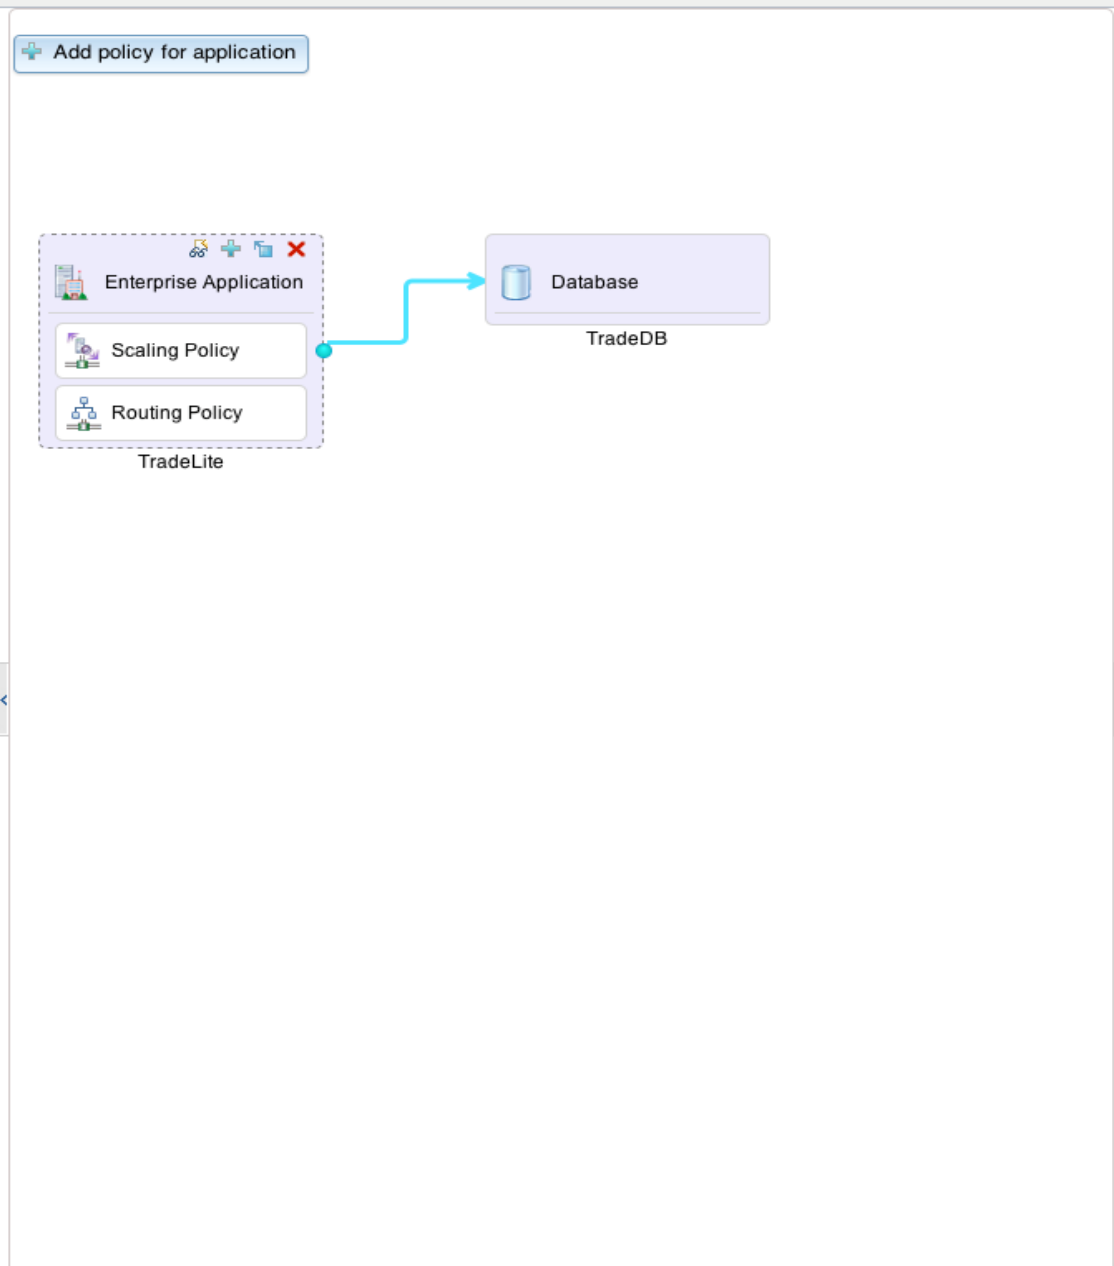 Add policy for application
Enterprise Application
Scaling Policy
Routing Policy
TradeLite
Database
TradeDB